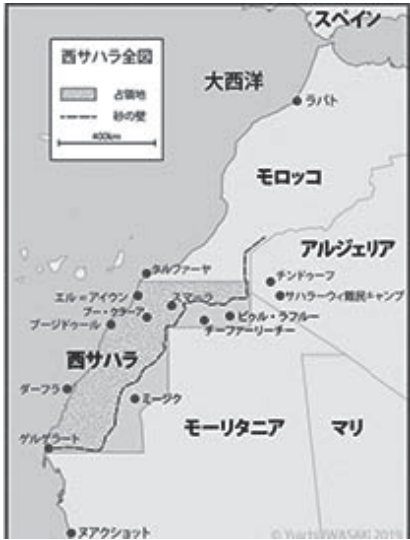 スペイン
西サハラ全図
占領地
砂の壁
400km
大西洋
ラバト
モロッコ
アルジェリア
タルファーヤ
チンドゥーフ
エル=アイウン
スマーラ
サハラーウィ難民キャンプ
ブー・クラーア
ブージドゥール
ビゥル・ラフルー
チーファーリーチー
西サハラ
ダーフラ
ミージク
モーリタニア
マリ
ゲルゲラート
ヌアクショット
© Yuichi IWASAKI 2019